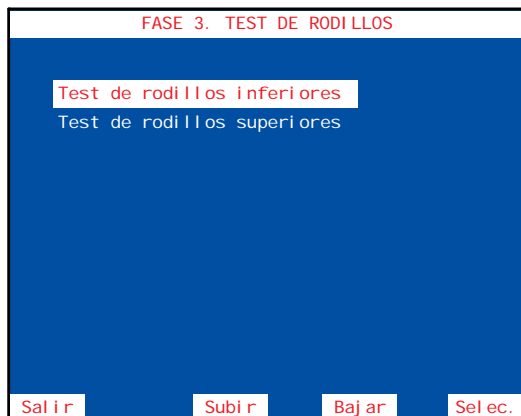 FASE 3. TEST DE RODILLOS
Test de rodillos inferiores
Test de rodillos superiores
Salir Subir Bajar Selec.